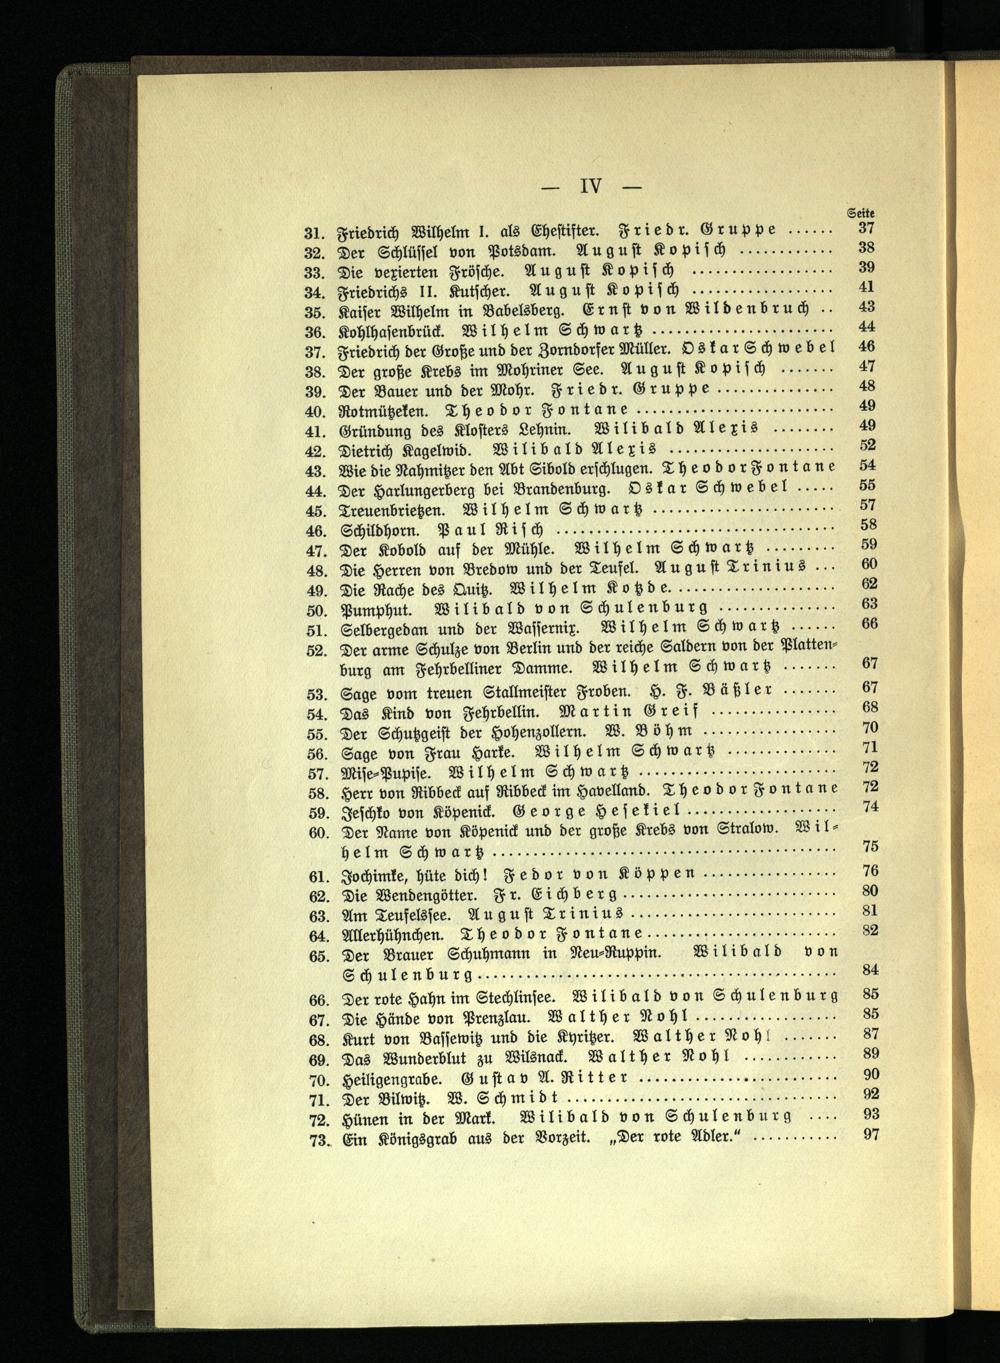 — IV —
Seite
31. Friedrich Wilhelm I. als Ehestifter. Friedr. Gruppe ...... 37
32. Der Schlüssel von Potsdam. August Kopisch ............ 38
33. Die vexierten Frösche. August Kopisch .................. 39
34. Friedrichs II. Kutscher. August Kopisch .................. 41
35. Kaiser Wilhelm in Babelsberg. Ernst von Wildenbruch .. 43
36. Kohlhasenbrück. Wilhelm Schwartz ....................... 44
37. Friedrich der Große und der Zorndorfer Müller. Oskar Schwebel 46
38. Der große Krebs im Mohriner See. August Kopisch ....... 47
39. Der Bauer und der Mohr. Friedr. Gruppe ............... 48
40. Rotmützeken. Theodor Fontane ......................... 49
41. Gründung des Klosters Lehnin. Wilibald Alexis ........ 49
42. Dietrich Kagelwid. Wilibald Alexis ..................... 52
43. Wie die Nahmitzer den Abt Sibold erschlugen. Theodor Fontane 54
44. Der Harlungerberg bei Brandenburg. Oskar Schwebel ..... 55
45. Treuenbrietzen. Wilhelm Schwartz ....................... 57
46. Schildhorn. Paul Risch ................................... 58
47. Der Kobold auf der Mühle. Wilhelm Schwartz ......... 59
48. Die Herren von Bredow und der Teufel. August Trinius ... 60
49. Die Rache des Quitz. Wilhelm Kotzde..................... 62
50. Pumphut. Wilibald von Schulenburg ............... 63
51. Selbergedan und der Wassernix. Wilhelm Schwartz ...... 66
52. Der arme Schulze von Berlin und der reiche Saldern von der Platten-
burg am Fehrbelliner Damme. Wilhelm Schwartz ....... 67
53. Sage vom treuen Stallmeister Froben. H. F. Bäßler ....... 67
54. Das Kind von Fehrbellin. Martin Greif ................ 68
55. Der Schutzgeist der Hohenzollern. W. Böhm ................. 70
56. Sage von Frau Harke. Wilhelm Schwartz .............. 71
57. Mise-Pupise. Wilhelm Schwartz ......................... 72
58. Herr von Ribbeck auf Ribbeck im Havelland. Theodor Fontane 72
59. Jeschko von Köpenick. George Hesekiel ................... 74
60. Der Name von Köpenick und der große Krebs von Stralow. Wil-
helm Schwartz ........................................... 75
61. Jochimke, hüte dich! Fedor von Köppen ................. 76
62. Die Wendengötter. Fr. Eichberg ........................... 80
63. Am Teufelssee. August Trinius .......................... 81
64. Allerhühnchen. Theodor Fontane........................ 82
65. Der Brauer Schuhmann in Neu-Ruppin. Wilibald von
Schulenburg............................................. 84
66. Der rote Hahn im Stechlinsee. Wilibald von Schulenburg 85
67. Die Hände von Prenzlau. Walther Nohl .................. 85
68. Kurt von Bassewitz und die Kyritzer. Walther Nohl ....... 87
69. Das Wunderblut zu Wilsnack. Walther Nohl ............ 89
70. Heiligengrabe. Gustav A. Ritter ......................... 90
71. Der Bilwitz. W. Schmidt .................................. 92
72. Hünen in der Mark. Wilibald von Schulenburg .... 93
73. Ein Königsgrab aus der Vorzeit. „Der rote Adler.“ ........... 97